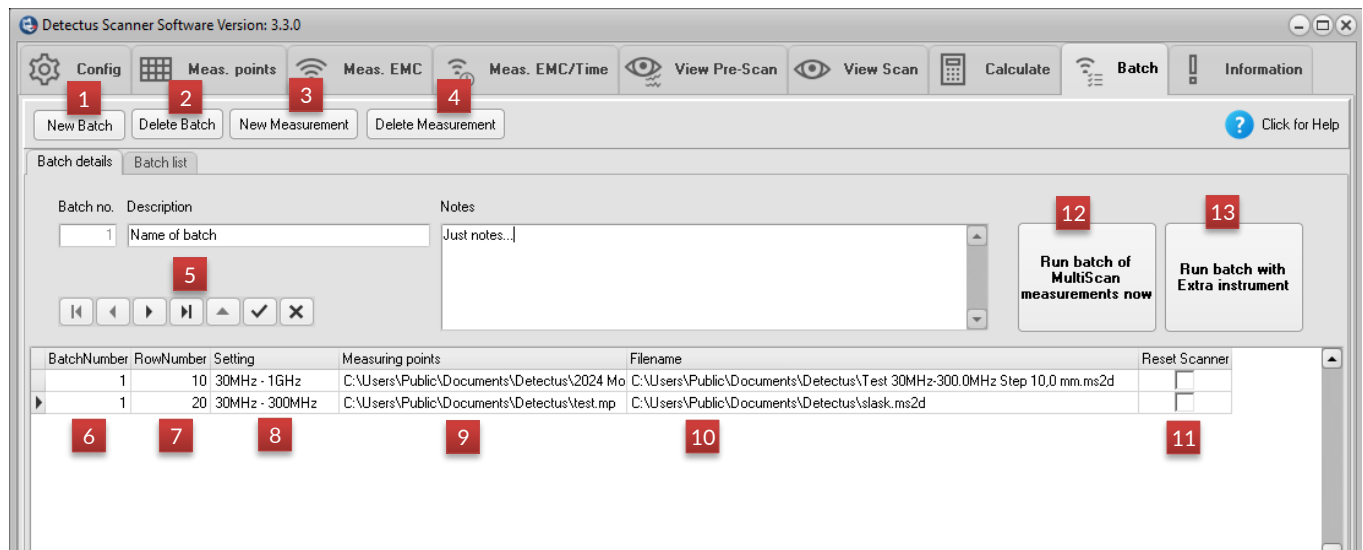 Detectus Scanner Software Version: 3.3.0
Config Meas. points Meas. EMC Meas. EMC/Time View Pre-Scan View Scan Calculate Batch Information
1 2 3 4
New Batch Delete Batch New Measurement Delete Measurement ? Click for Help
Batch details Batch list
12 13
Batch no. Description Notes
1 Name of batch Just notes...
Run batch of
MultiScan
measurements now
Run batch with
Extra instrument
5
BatchNumber RowNumber Setting Measuring points Filename Reset Scanner
1 10 30MHz - 1GHz C:\Users\Public\Documents\Detectus\2024 Mo C:\Users\Public\Documents\Detectus\Test 30MHz-300.0MHz Step 10,0 mm.ms2d
1 20 30MHz - 300MHz C:\Users\Public\Documents\Detectus\test.mp C:\Users\Public\Documents\Detectus\slask.ms2d
6 7 8 9 10 11